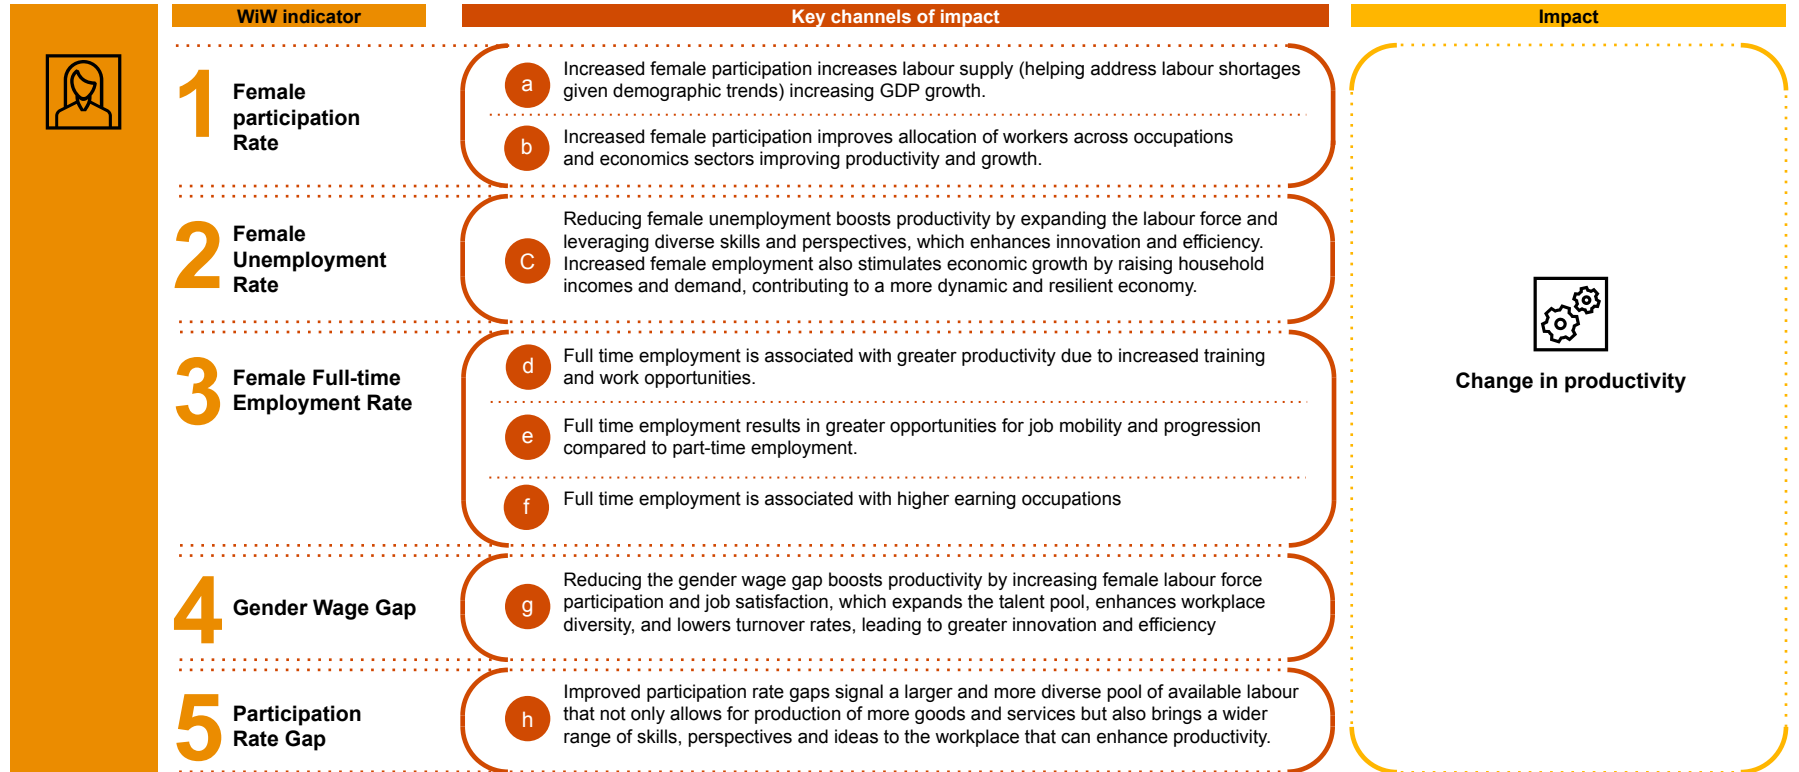 WiW indicator
Key channels of impact
Impact
1
Female
participation
Rate
a
Increased female participation increases labour supply (helping address labour shortages
given demographic trends) increasing GDP growth.
b
Increased female participation improves allocation of workers across occupations
and economics sectors improving productivity and growth.
2
Female
Unemployment
Rate
C
Reducing female unemployment boosts productivity by expanding the labour force and
leveraging diverse skills and perspectives, which enhances innovation and efficiency.
Increased female employment also stimulates economic growth by raising household
incomes and demand, contributing to a more dynamic and resilient economy.
3
Female Full-time
Employment Rate
d
Full time employment is associated with greater productivity due to increased training
and work opportunities.
e
Full time employment results in greater opportunities for job mobility and progression
compared to part-time employment.
f
Full time employment is associated with higher earning occupations
4
Gender Wage Gap
g
Reducing the gender wage gap boosts productivity by increasing female labour force
participation and job satisfaction, which expands the talent pool, enhances workplace
diversity, and lowers turnover rates, leading to greater innovation and efficiency
5
Participation
Rate Gap
h
Improved participation rate gaps signal a larger and more diverse pool of available labour
that not only allows for production of more goods and services but also brings a wider
range of skills, perspectives and ideas to the workplace that can enhance productivity.
Change in productivity